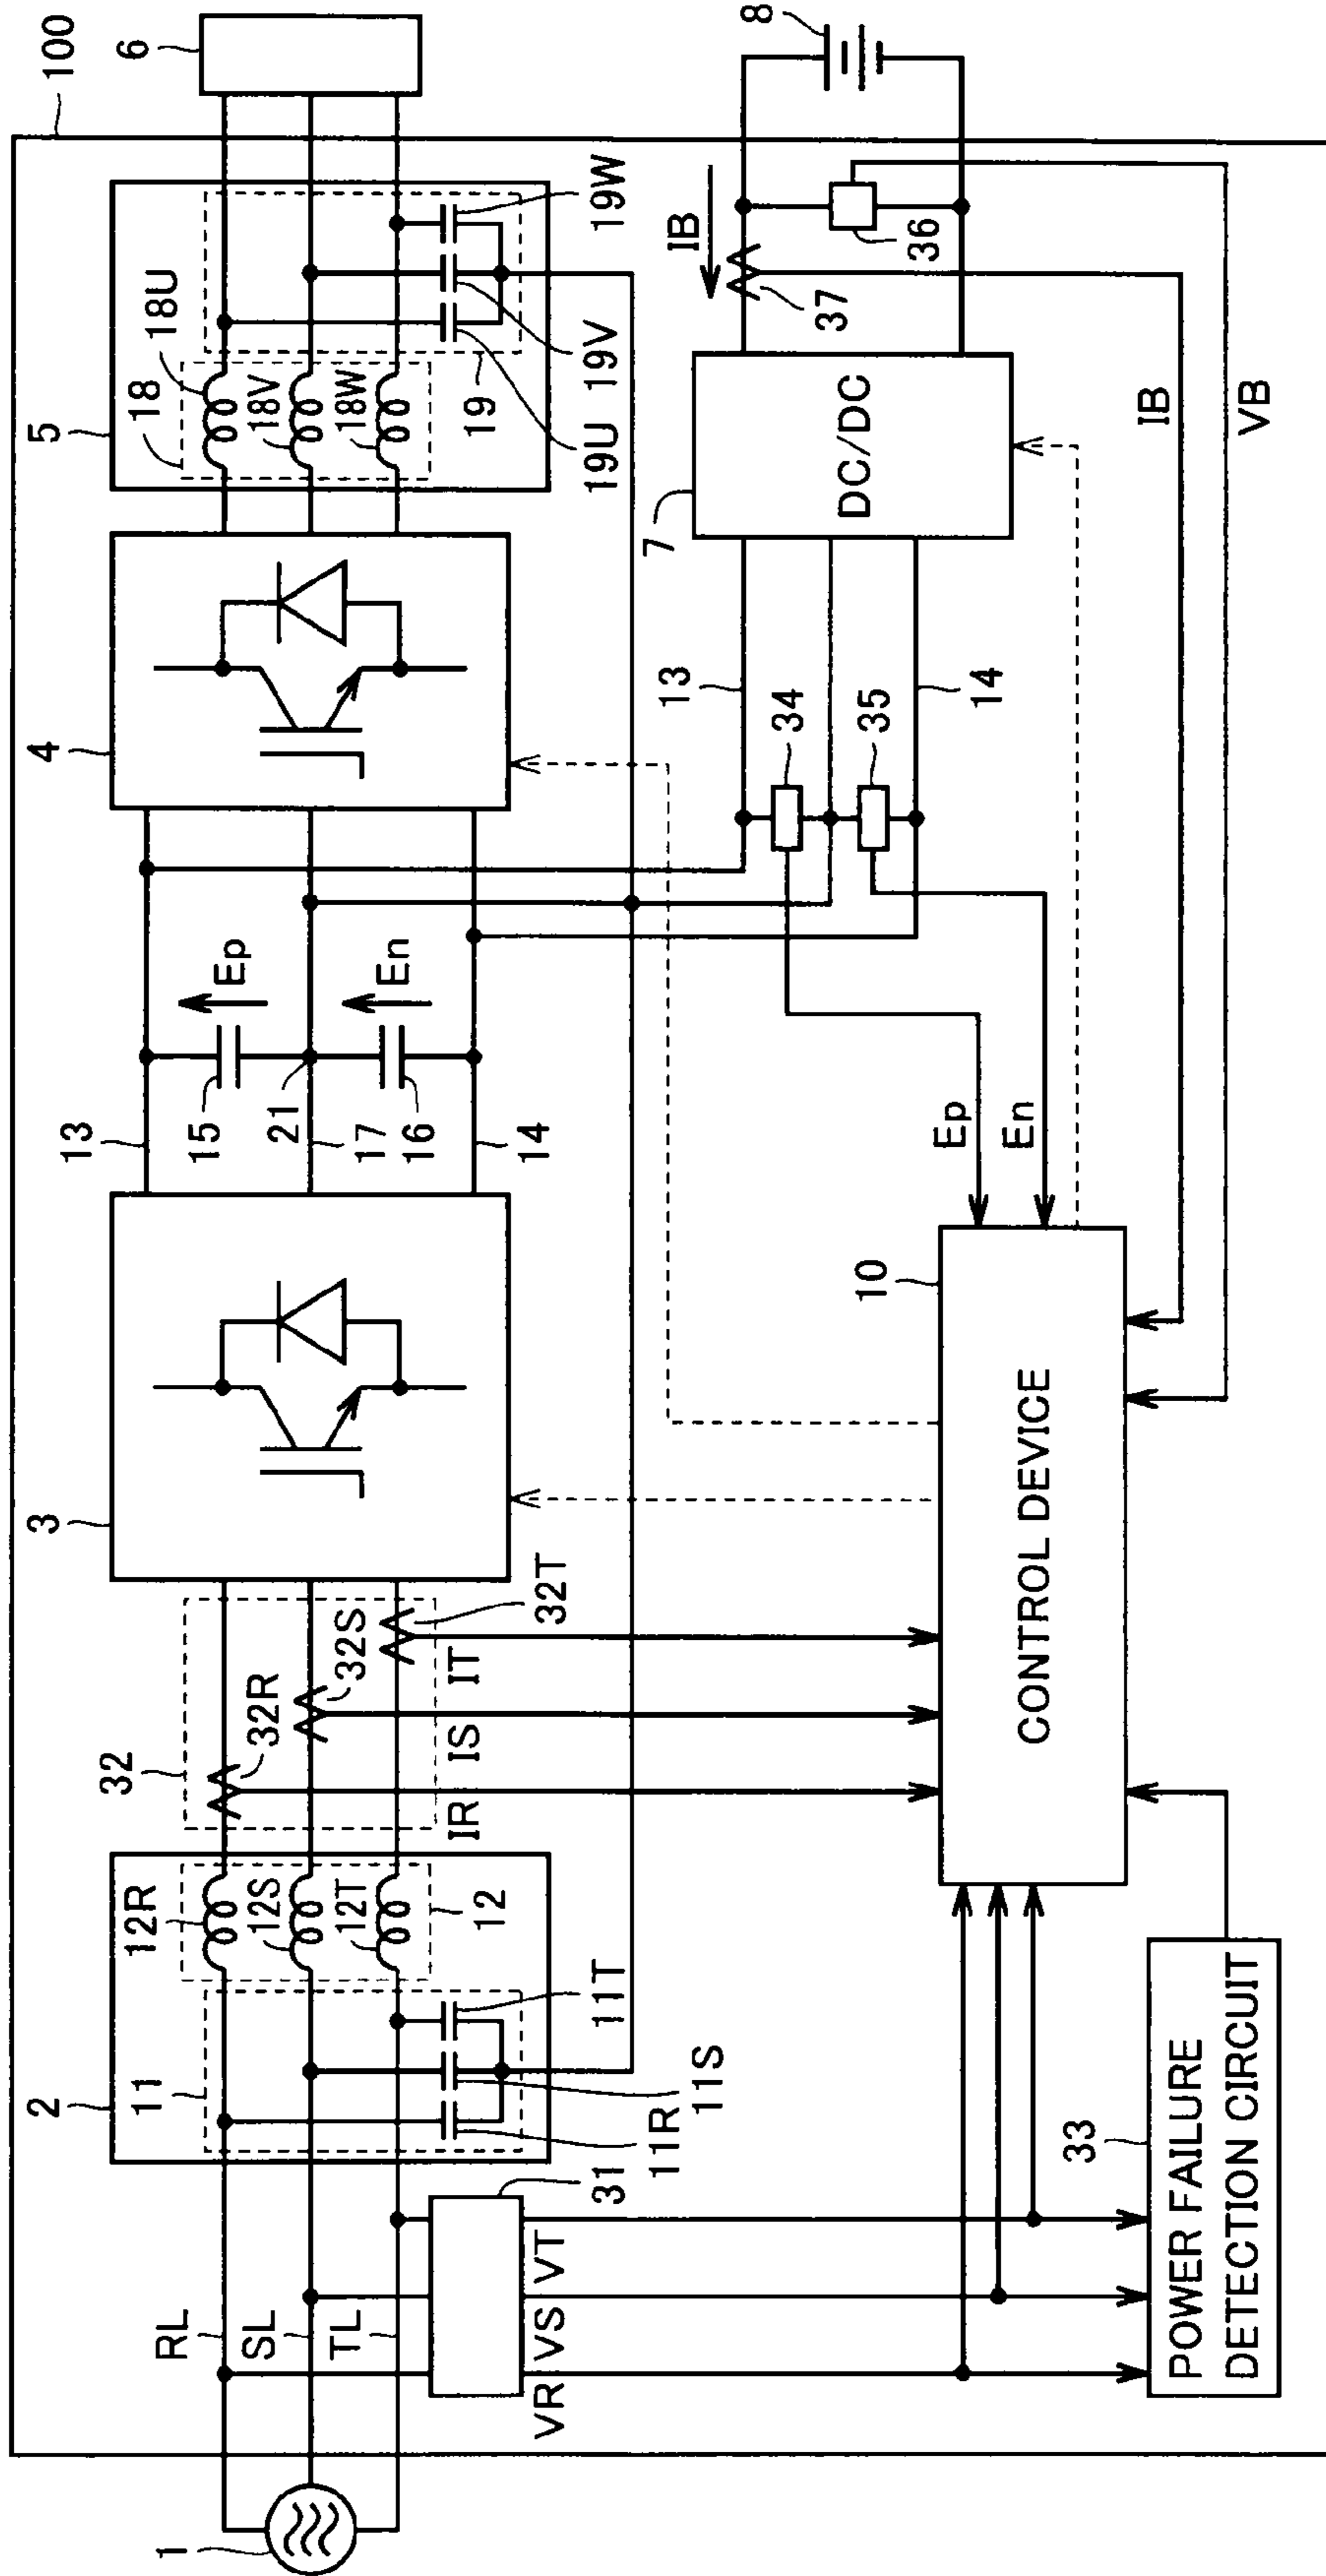 100
5
18
18U
18V
18W
19
19U
19V
19W
6
4
3
32
32R
32S
32T
IR
IS
IT
2
12R
12S
12T
12
11
11R
11S
11T
RL
SL
TL
1
31
VR
VS
VT
13
15
21
17
16
14
Ep
En
13
34
35
14
7
DC/DC
IB
37
36
8
IB
VB
Ep
En
10
CONTROL DEVICE
33
POWER FAILURE
DETECTION CIRCUIT